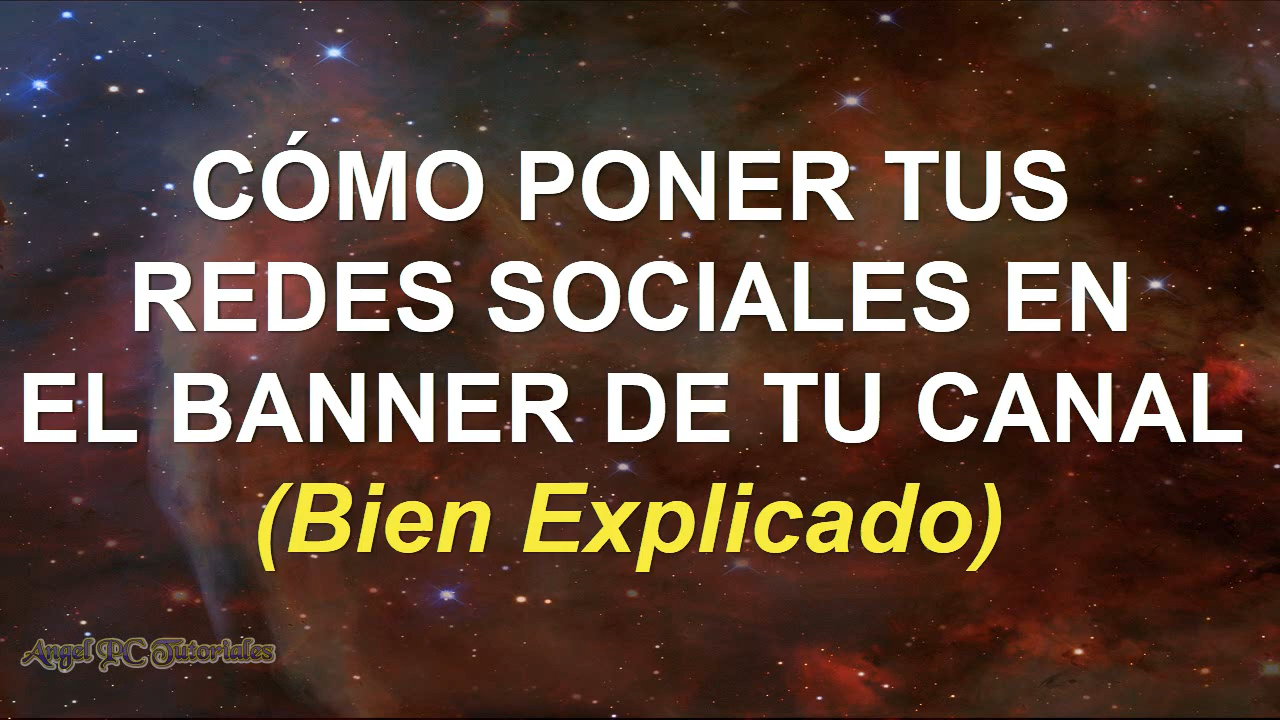 CÓMO PONER TUS
REDES SOCIALES EN
EL BANNER DE TU CANAL
(Bien Explicado)
Angel PC Tutoriales